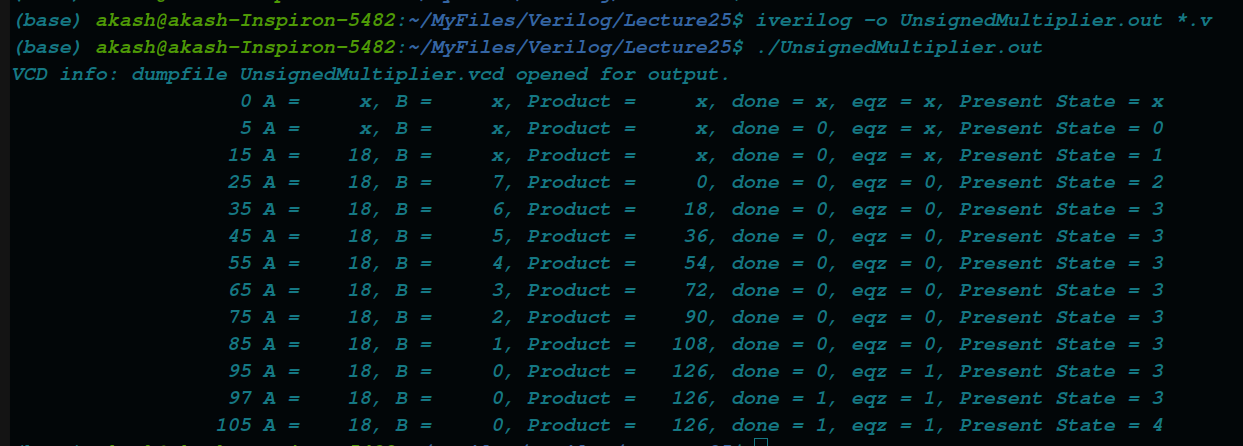 (base) akash@akash-Inspiron-5482:~/MyFiles/Verilog/Lecture25$ iverilog -o UnsignedMultiplier.out *.v
(base) akash@akash-Inspiron-5482:~/MyFiles/Verilog/Lecture25$ ./UnsignedMultiplier.out
VCD info: dumpfile UnsignedMultiplier.vcd opened for output.
0 A = x, B = x, Product = x, done = x, eqz = x, Present State = x
5 A = x, B = x, Product = x, done = 0, eqz = x, Present State = 0
15 A = 18, B = x, Product = x, done = 0, eqz = x, Present State = 1
25 A = 18, B = 7, Product = 0, done = 0, eqz = 0, Present State = 2
35 A = 18, B = 6, Product = 18, done = 0, eqz = 0, Present State = 3
45 A = 18, B = 5, Product = 36, done = 0, eqz = 0, Present State = 3
55 A = 18, B = 4, Product = 54, done = 0, eqz = 0, Present State = 3
65 A = 18, B = 3, Product = 72, done = 0, eqz = 0, Present State = 3
75 A = 18, B = 2, Product = 90, done = 0, eqz = 0, Present State = 3
85 A = 18, B = 1, Product = 108, done = 0, eqz = 0, Present State = 3
95 A = 18, B = 0, Product = 126, done = 0, eqz = 1, Present State = 3
97 A = 18, B = 0, Product = 126, done = 1, eqz = 1, Present State = 3
105 A = 18, B = 0, Product = 126, done = 1, eqz = 1, Present State = 4